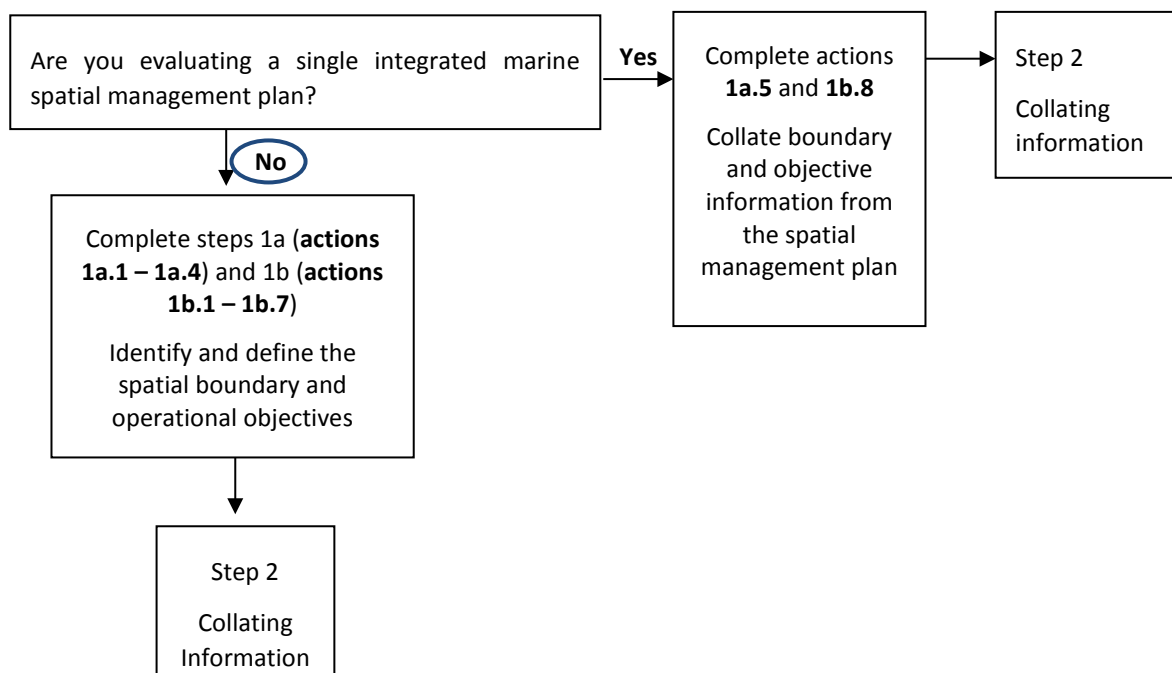 Are you evaluating a single integrated marine
spatial management plan?
Yes
Complete actions
1a.5 and 1b.8
Collate boundary
and objective
information from
the spatial
management plan
Step 2
Collating
information
No
Complete steps 1a (actions
1a.1 – 1a.4) and 1b (actions
1b.1 – 1b.7)
Identify and define the
spatial boundary and
operational objectives
Step 2
Collating
Information